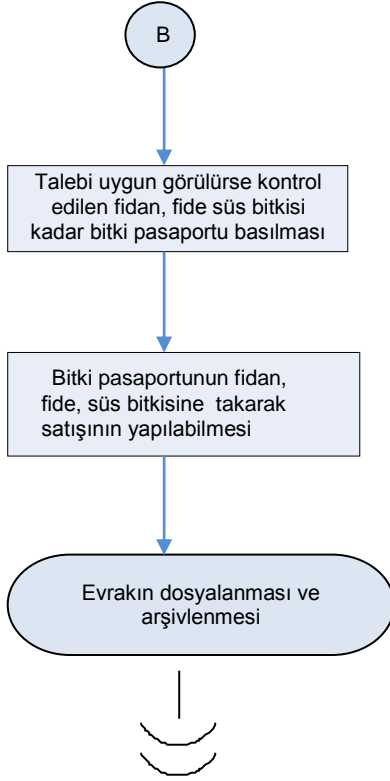 B
Talebi uygun görülürse kontrol
edilen fidan, fide süs bitkisi
kadar bitki pasaportu basılması
Bitki pasaportunun fidan,
fide, süs bitkisine takarak
satışının yapılabilmesi
Evrakın dosyalanması ve
arşivlenmesi